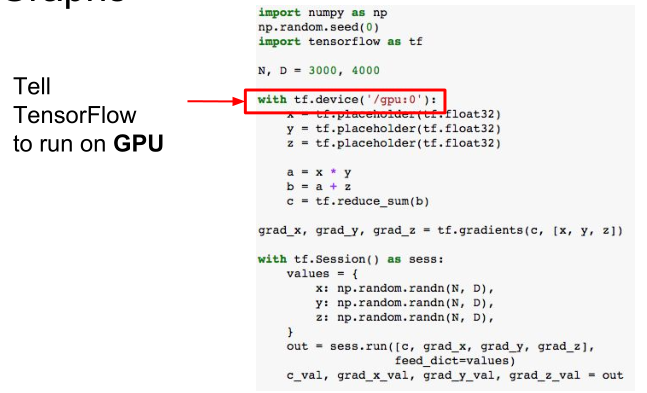 Tell
TensorFlow
to run on GPU
import numpy as np
np.random.seed(0)
import tensorflow as tf
N, D = 3000, 4000
with tf.device('/gpu:0'):
    x = tf.placeholder(tf.float32)
    y = tf.placeholder(tf.float32)
    z = tf.placeholder(tf.float32)
    a = x * y
    b = a + z
    c = tf.reduce_sum(b)
grad_x, grad_y, grad_z = tf.gradients(c, [x, y, z])
with tf.Session() as sess:
    values = {
        x: np.random.randn(N, D),
        y: np.random.randn(N, D),
        z: np.random.randn(N, D),
    }
    out = sess.run([c, grad_x, grad_y, grad_z],
                   feed_dict=values)
    c_val, grad_x_val, grad_y_val, grad_z_val = out